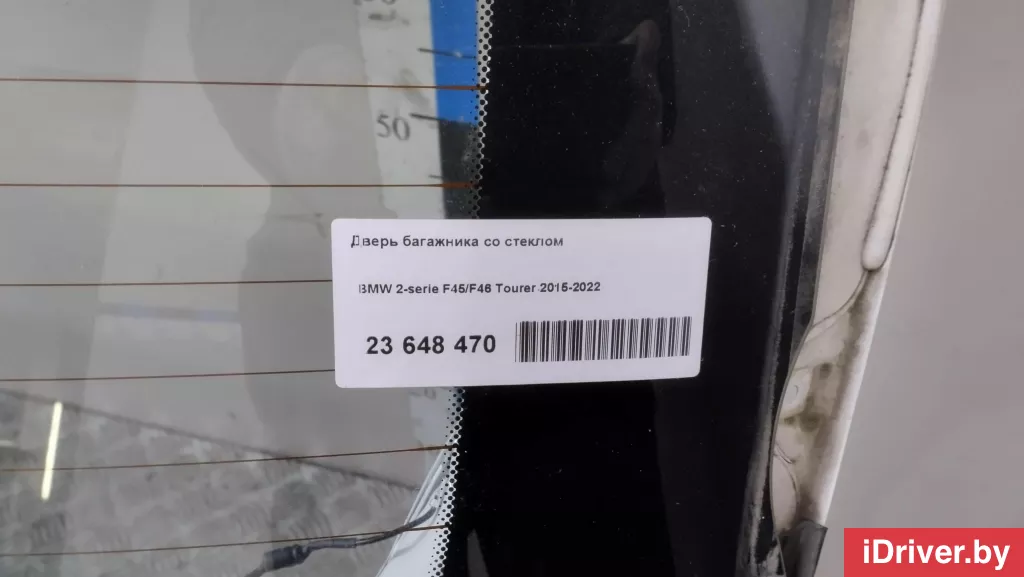 50
Дверь багажника со стеклом
BMW 2-serie F45/F46 Tourer 2015-2022
23 648 470
iDriver.by